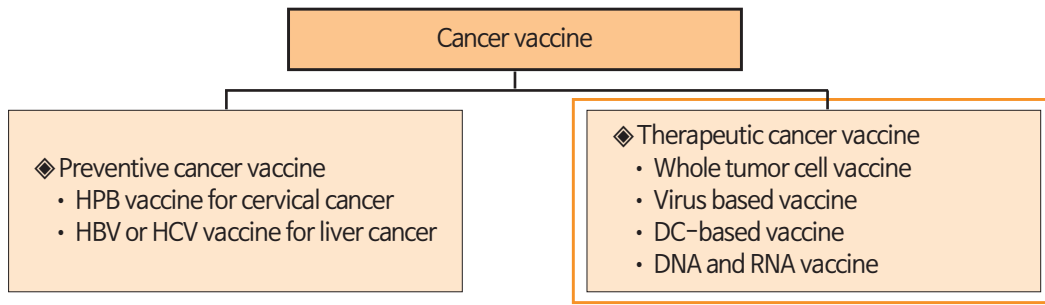 Cancer vaccine
◈ Preventive cancer vaccine
• HPB vaccine for cervical cancer
• HBV or HCV vaccine for liver cancer
◈ Therapeutic cancer vaccine
• Whole tumor cell vaccine
• Virus based vaccine
• DC-based vaccine
• DNA and RNA vaccine